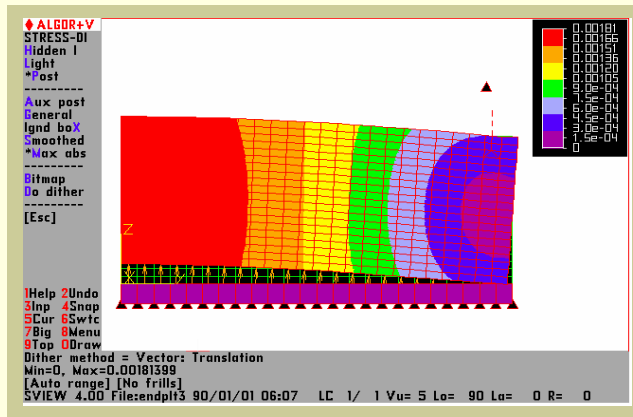 ALGOR+V
STRESS-DI
Hidden l
Light
*Post
---------
Aux post
General
Ignd boX
Smoothed
*Max abs
---------
Bitmap
Do dither
---------
[Esc]
1Help 2Undo
3Inp 4Snap
5Cur 6Swtc
7Big 8Menu
9Top 0Draw
0.00181
0.00166
0.00151
0.00136
0.00120
0.00105
9.0e-04
7.5e-04
4.5e-04
3.0e-04
1.5e-04
0
Z
X
Y
Dither method = Vector: Translation
Min=0, Max=0.00181399
[Auto range] [No frills]
SVIEW 4.00 File:endplt3 90/01/01 06:07 LC 1/ 1 Vu= 5 Lo= 90 La= 0 R= 0